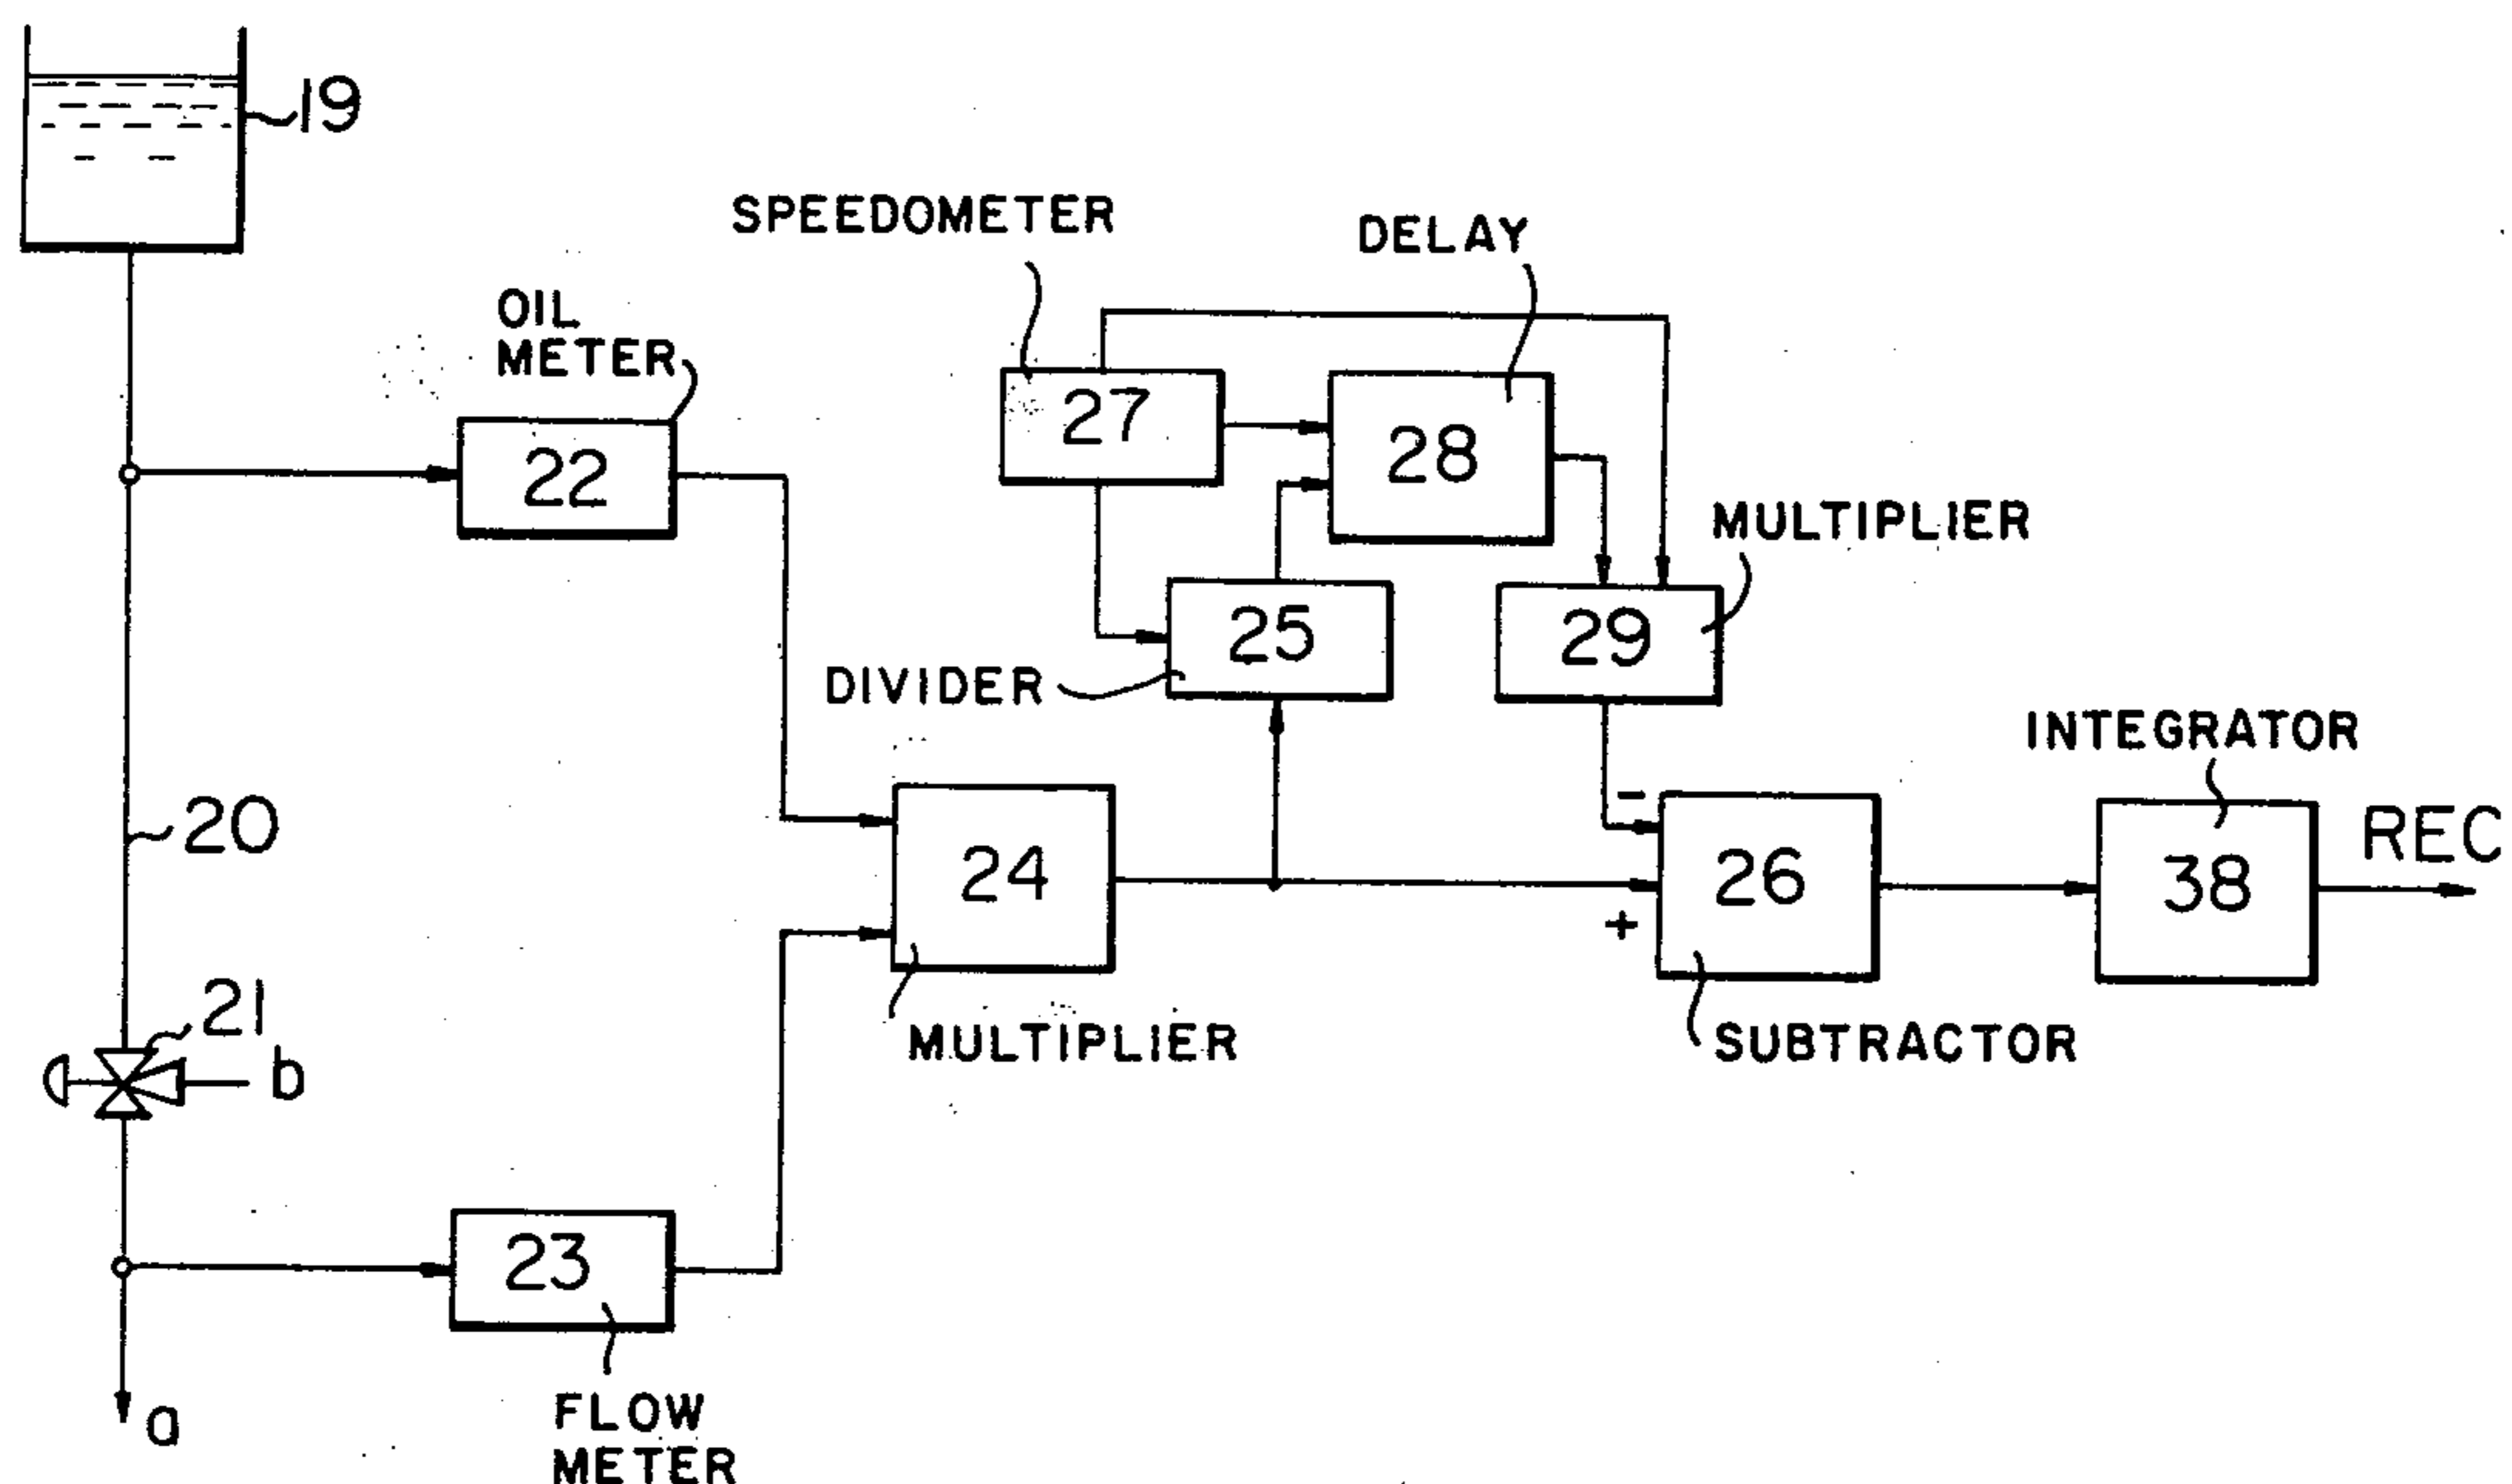 19
SPEEDOMETER
DELAY
OIL
METER
27
28
22
MULTIPLIER
25
29
DIVIDER
INTEGRATOR
20
24
-
26
+
38
REC
21
b
MULTIPLIER
SUBTRACTOR
23
a
FLOW
METER